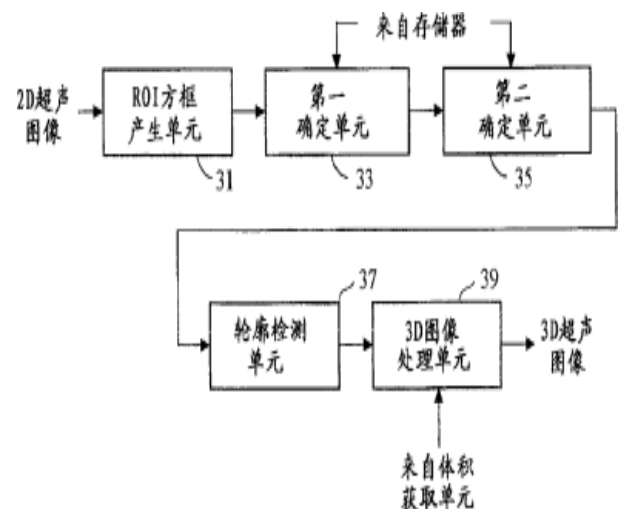 来自存储器
2D超声
图像
ROI方框
产生单元
31
第一
确定单元
33
第二
确定单元
35
轮廓检测
单元
37
3D图像
处理单元
39
3D超声
图像
来自体积
获取单元